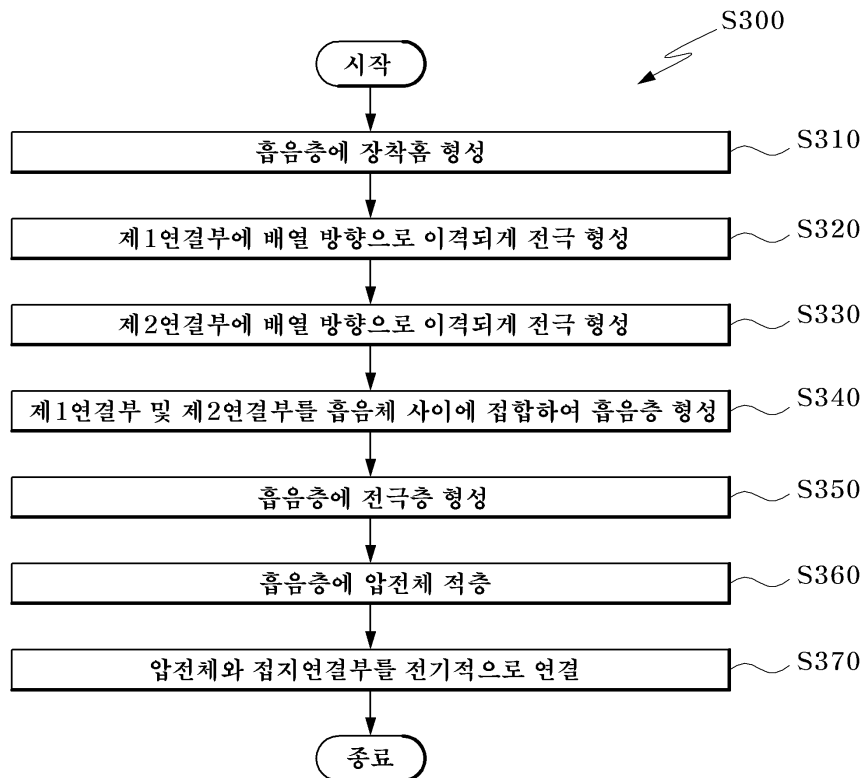 S300
시작
흡음층에 장착홈 형성
S310
제1연결부에 배열 방향으로 이격되게 전극 형성
S320
제2연결부에 배열 방향으로 이격되게 전극 형성
S330
제1연결부 및 제2연결부를 흡음체 사이에 접합하여 흡음층 형성
S340
흡음층에 전극층 형성
S350
흡음층에 압전체 적층
S360
압전체와 접지연결부를 전기적으로 연결
S370
종료